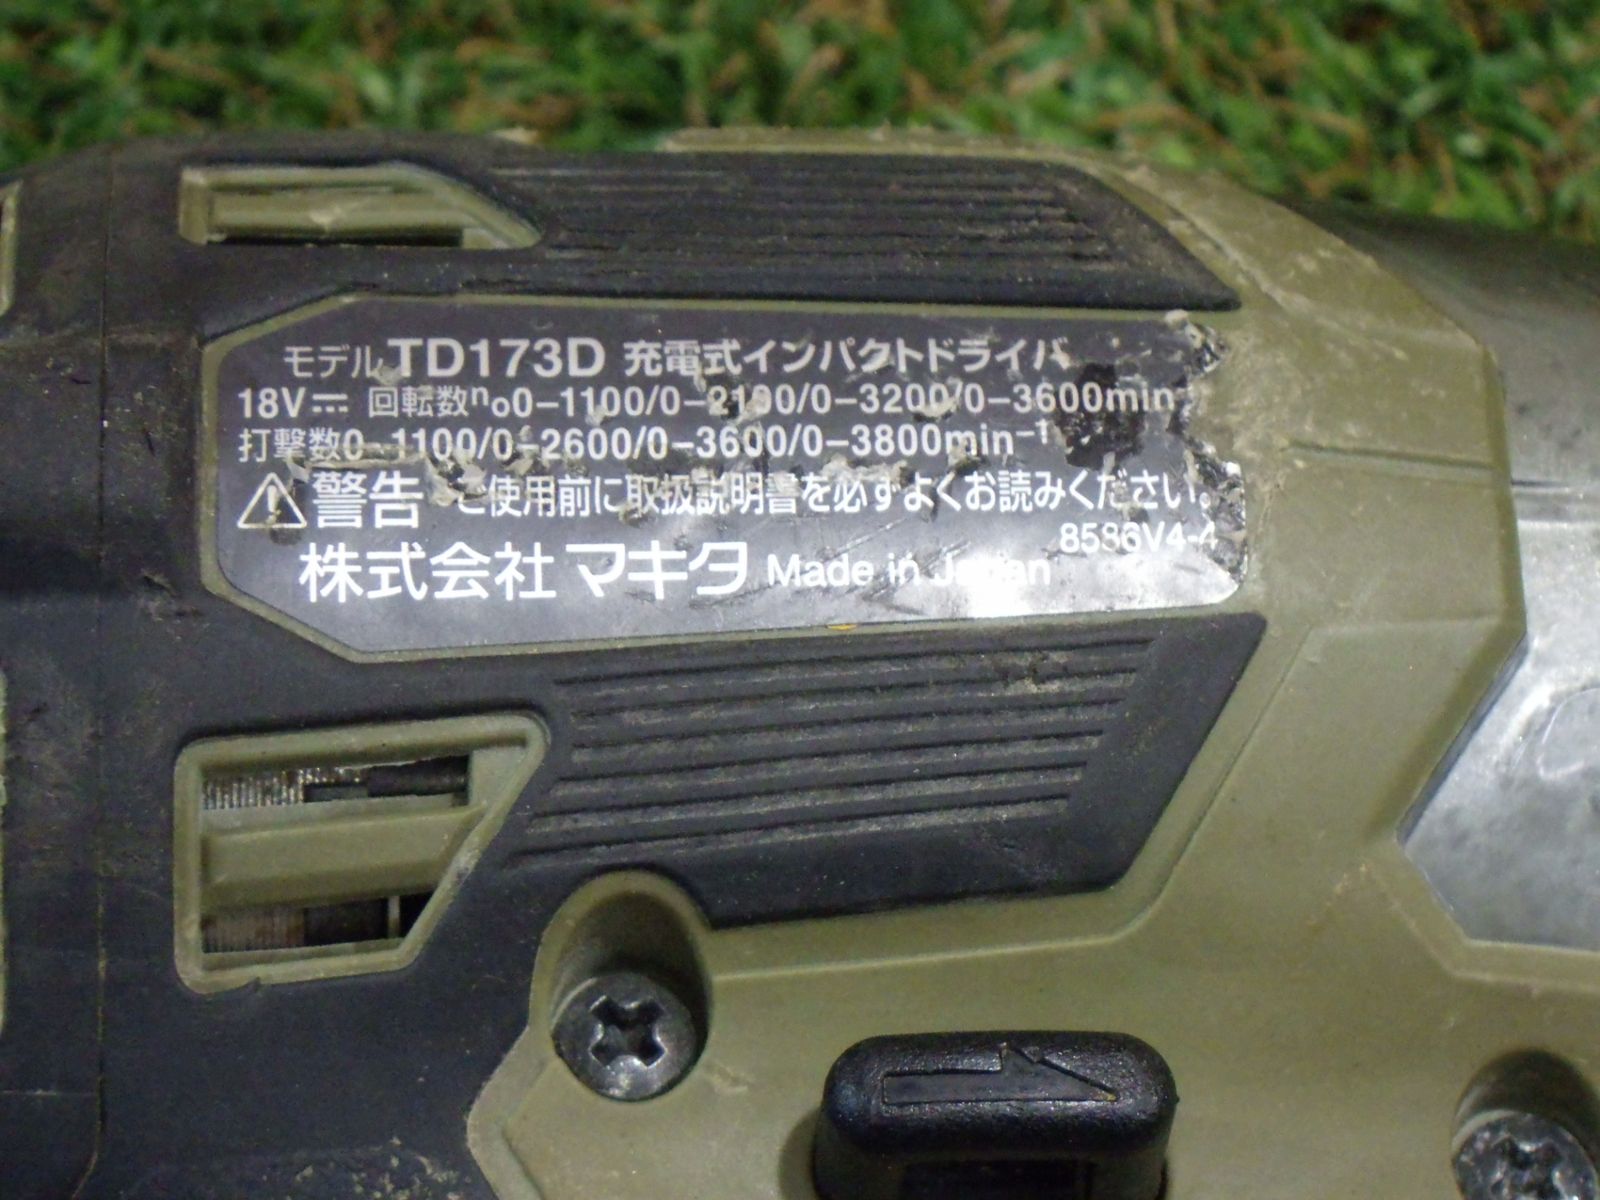 モデル TD173D 充電式インパクトドライバ
18V⎓ 回転数n₀0-1100/0-2100/0-3200/0-3600min
打撃数0-1100/0-2600/0-3600/0-3800min⁻¹
⚠警告 ご使用前に取扱説明書を必ずよくお読みください。
8586V4-4
株式会社 マキタ Made in Japan